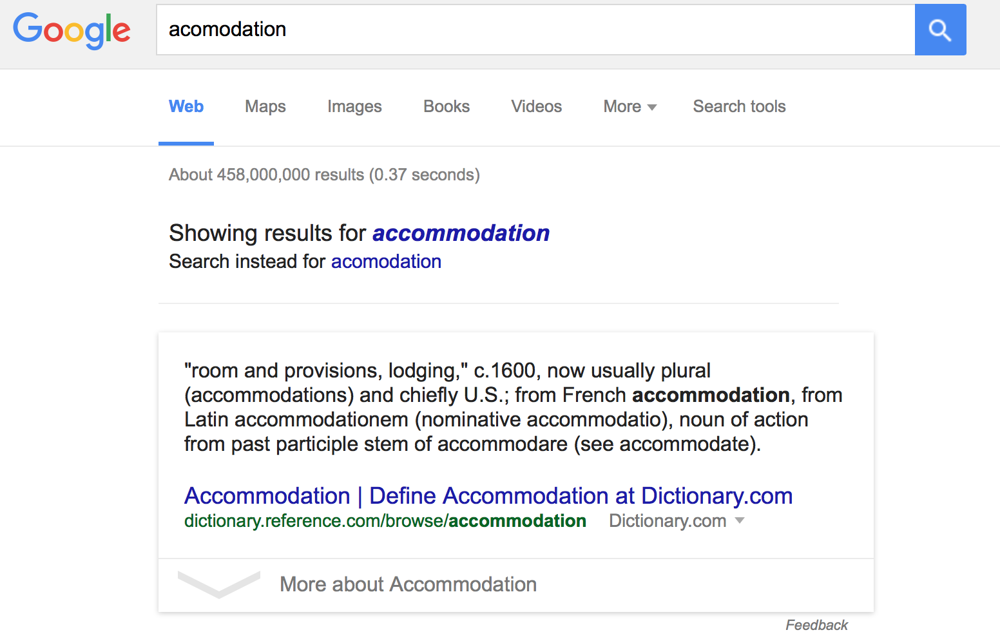 Google
acomodation
Web Maps Images Books Videos More Search tools
About 458,000,000 results (0.37 seconds)
Showing results for accommodation
Search instead for acomodation
"room and provisions, lodging," c.1600, now usually plural
(accommodations) and chiefly U.S.; from French accommodation, from
Latin accommodationem (nominative accommodatio), noun of action
from past participle stem of accommodare (see accommodate).
Accommodation | Define Accommodation at Dictionary.com
dictionary.reference.com/browse/accommodation Dictionary.com
More about Accommodation
Feedback